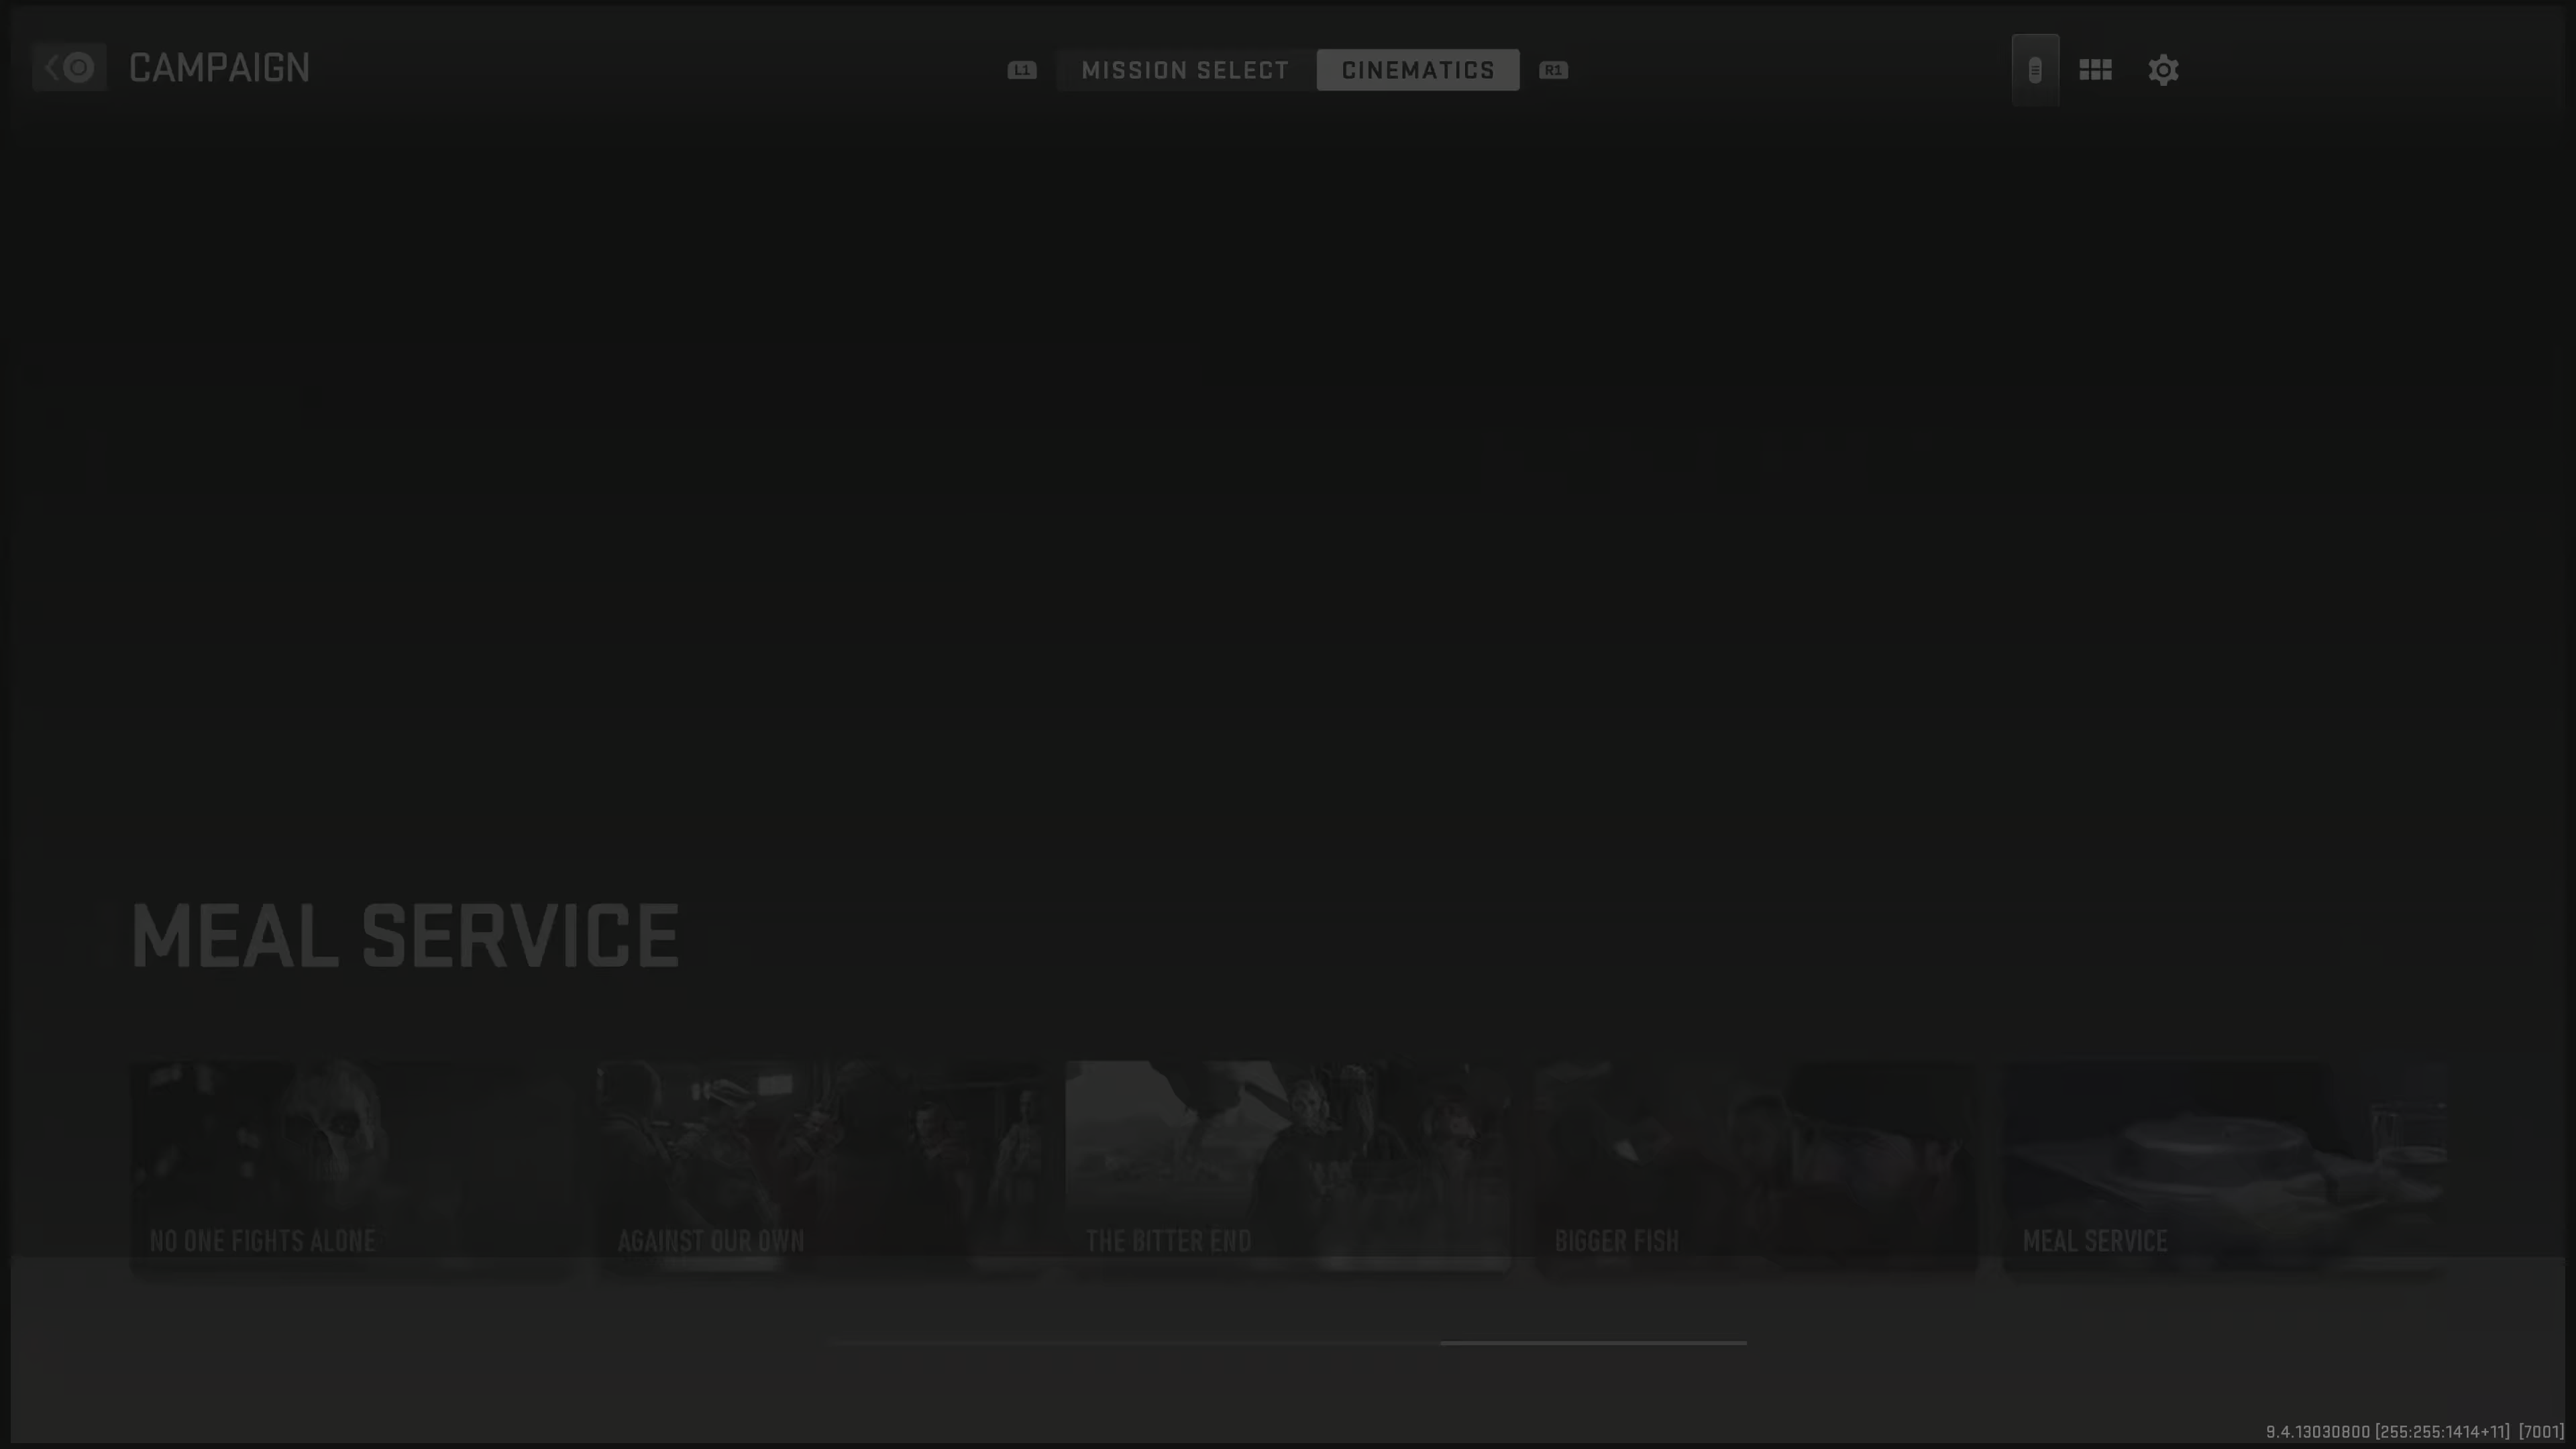 CAMPAIGN
L1 MISSION SELECT CINEMATICS R1
MEAL SERVICE
NO ONE FIGHTS ALONE
AGAINST OUR OWN
THE BITTER END
BIGGER FISH
MEAL SERVICE
9.4.13030800 [255:255:1414+11] [7001]